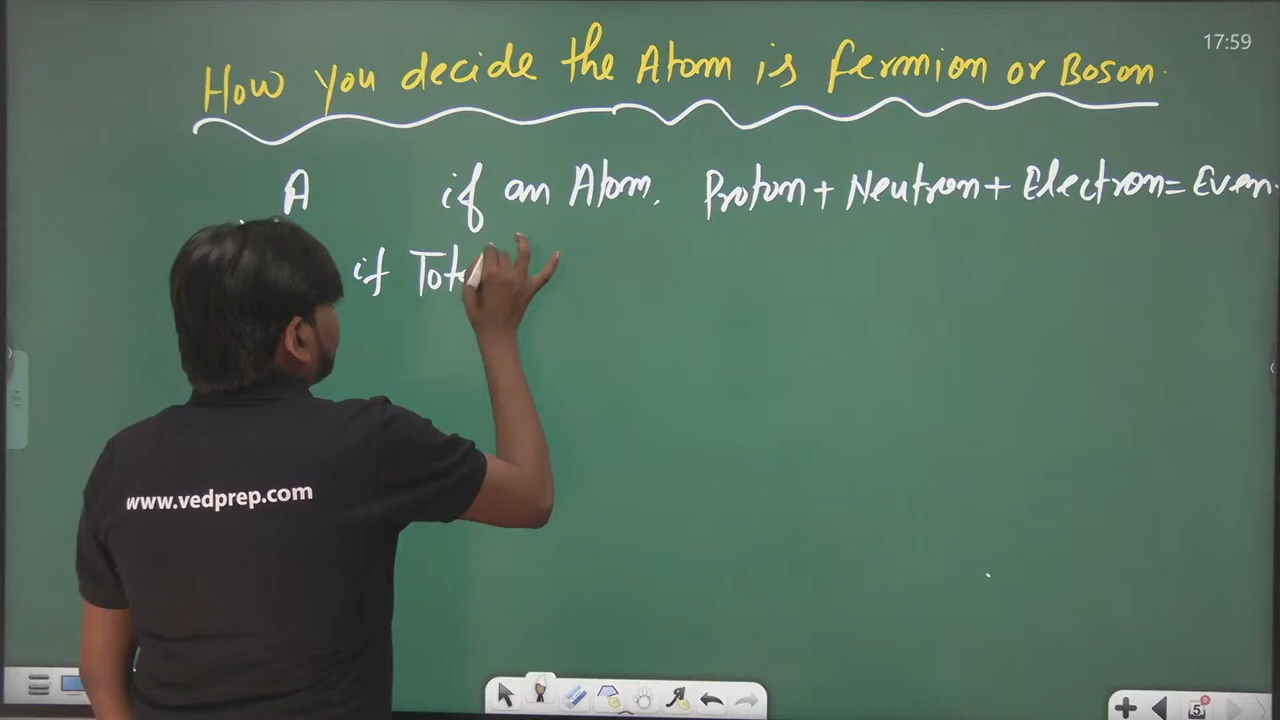 17:59
How you decide the Atom is fermion or Boson.
A if an Atom. Proton + Neutron + Electron = Even.
if Tot
www.vedprep.com
5